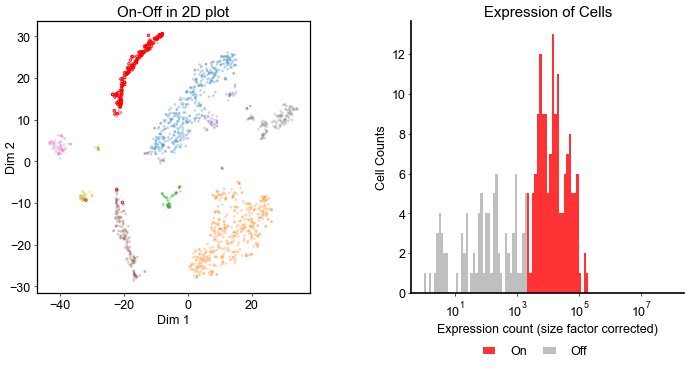 On-Off in 2D plot
30
20
10
0
−10
−20
−30
−40
−20
0
20
Dim 2
Dim 1
Expression of Cells
12
10
8
6
4
2
0
10^1
10^3
10^5
10^7
Cell Counts
Expression count (size factor corrected)
On
Off